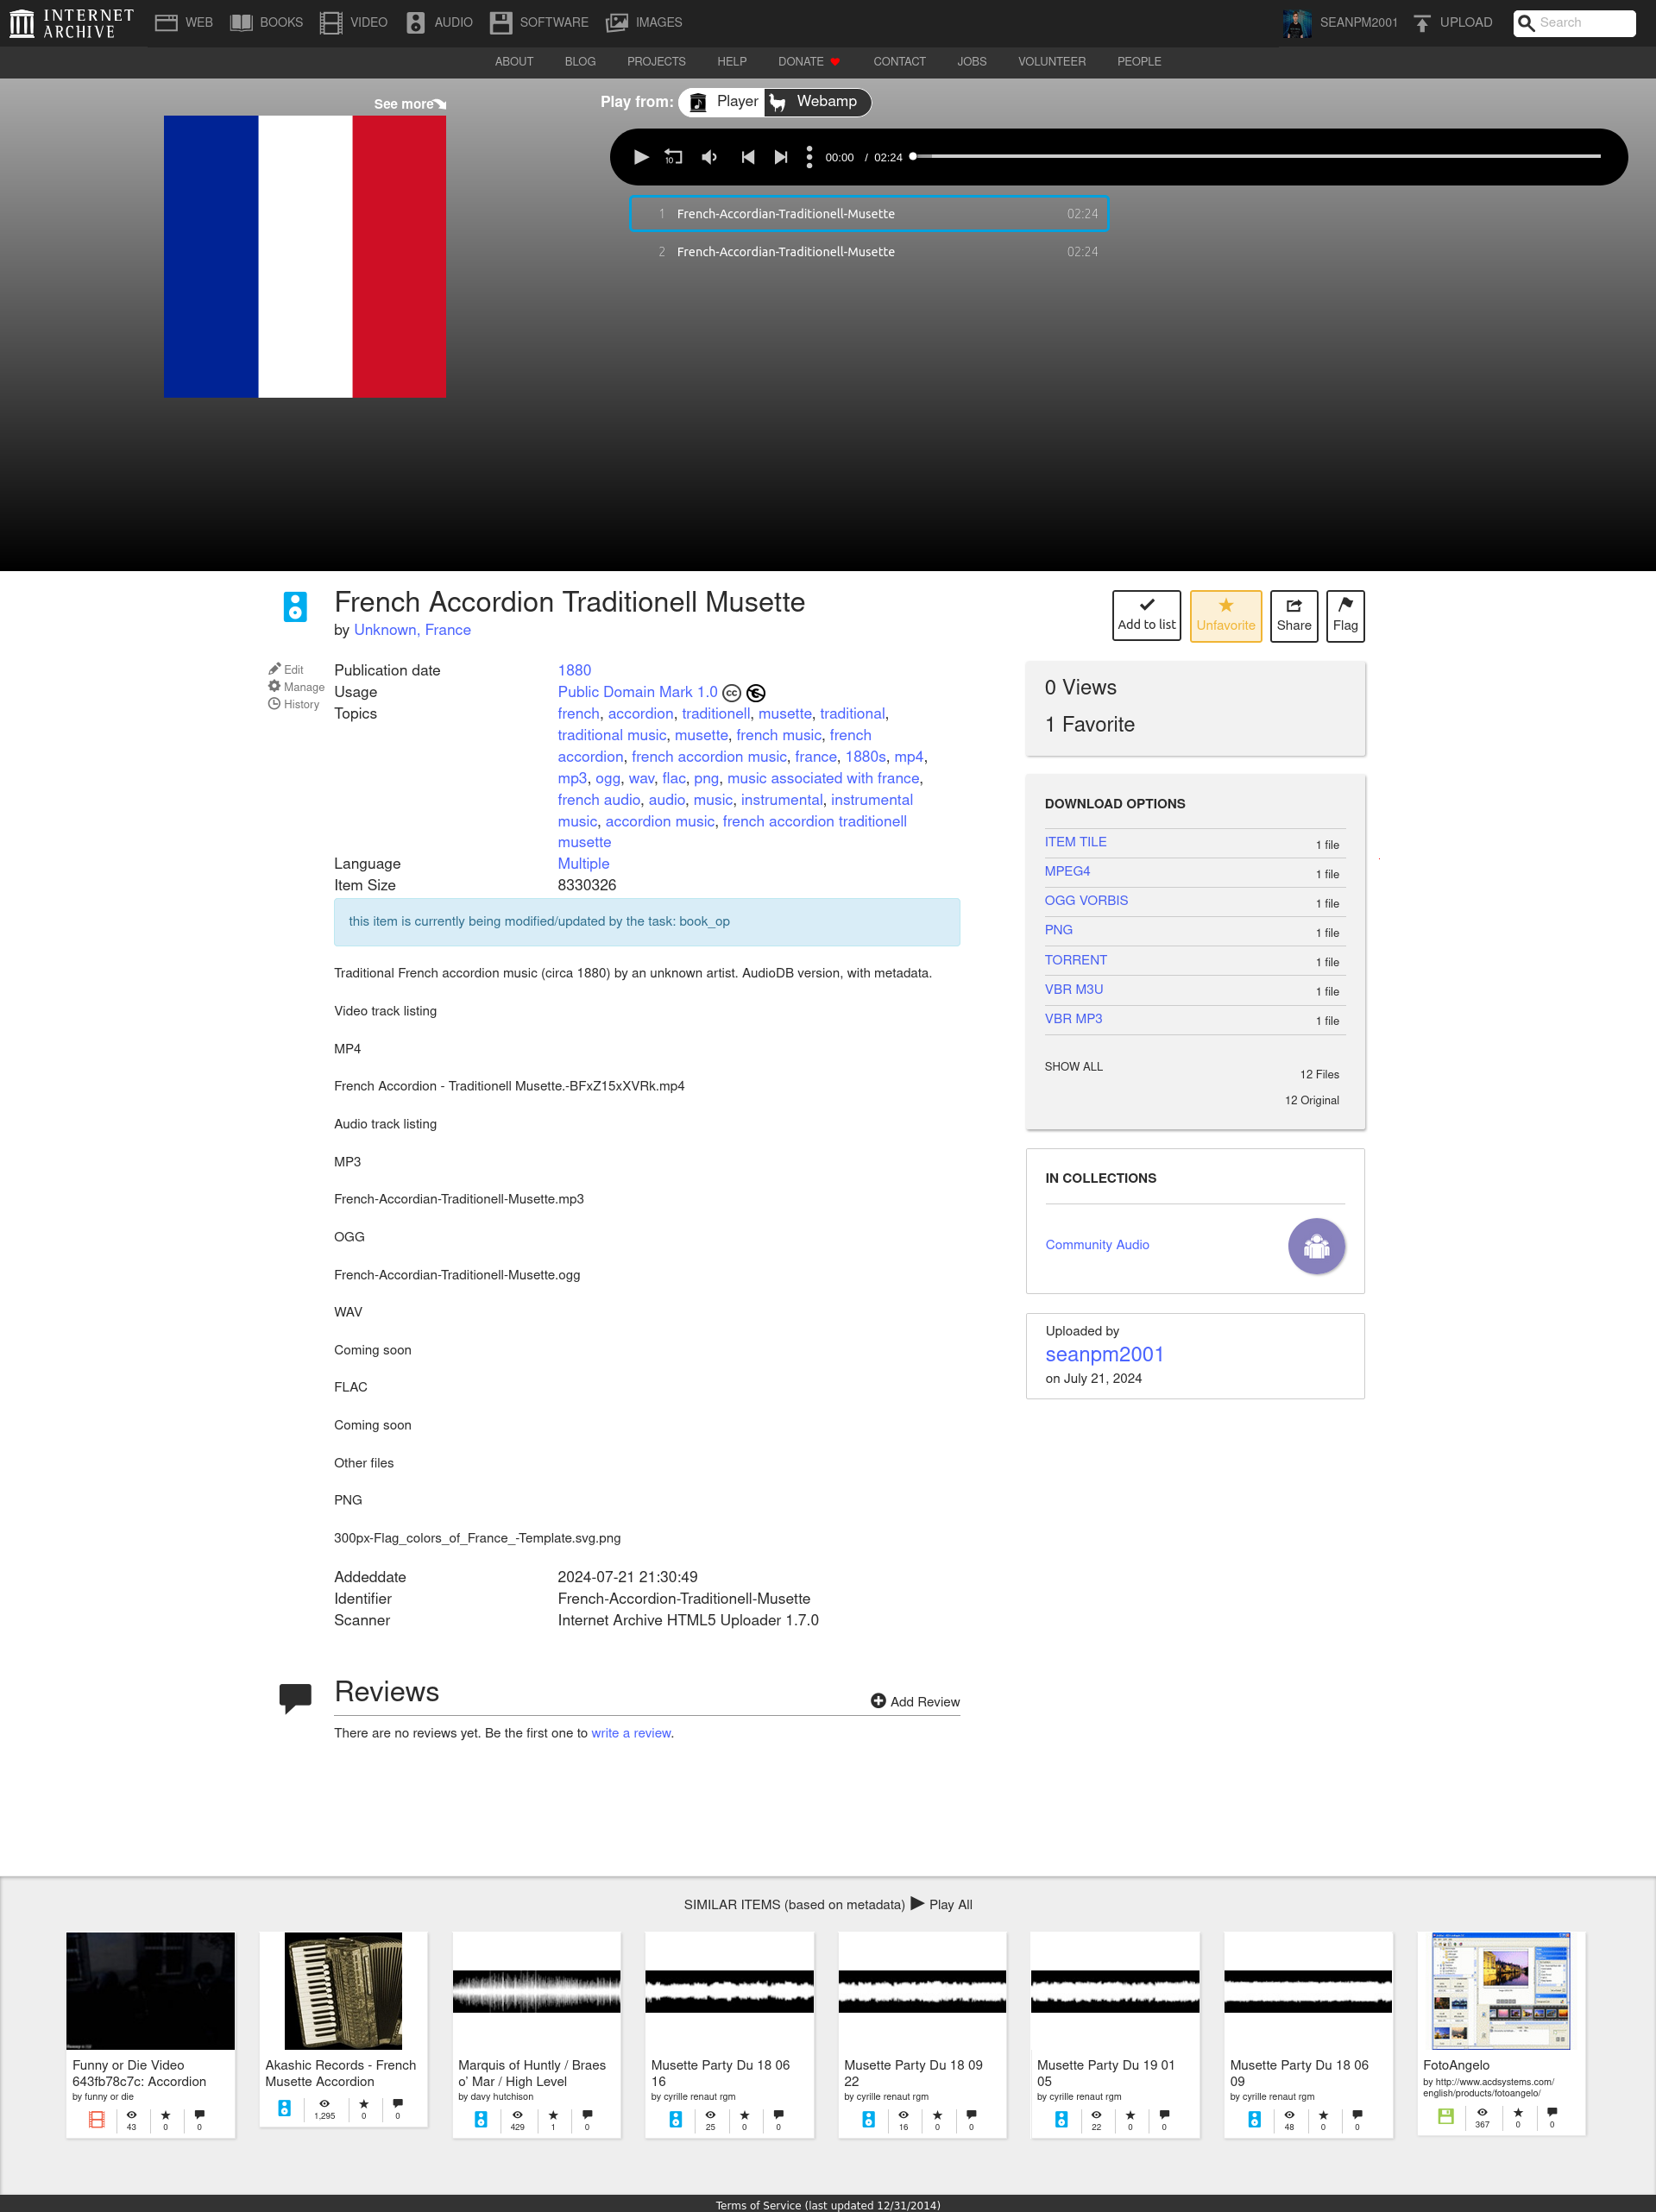 INTERNET ARCHIVE
WEB BOOKS VIDEO AUDIO SOFTWARE IMAGES SEANPM2001 UPLOAD Search
ABOUT BLOG PROJECTS HELP DONATE CONTACT JOBS VOLUNTEER PEOPLE
See more
Play from: Player Webamp
10 00:00 / 02:24
1 French-Accordian-Traditionell-Musette 02:24
2 French-Accordian-Traditionell-Musette 02:24
French Accordion Traditionell Musette
by Unknown, France
Add to list Unfavorite Share Flag
Edit
Manage
History
Publication date 1880
Usage Public Domain Mark 1.0 cc
Topics french, accordion, traditionell, musette, traditional,
traditional music, musette, french music, french
accordion, french accordion music, france, 1880s, mp4,
mp3, ogg, wav, flac, png, music associated with france,
french audio, audio, music, instrumental, instrumental
music, accordion music, french accordion traditionell
musette
Language Multiple
Item Size 8330326
this item is currently being modified/updated by the task: book_op
Traditional French accordion music (circa 1880) by an unknown artist. AudioDB version, with metadata.
Video track listing
MP4
French Accordion - Traditionell Musette.-BFxZ15xXVRk.mp4
Audio track listing
MP3
French-Accordian-Traditionell-Musette.mp3
OGG
French-Accordian-Traditionell-Musette.ogg
WAV
Coming soon
FLAC
Coming soon
Other files
PNG
300px-Flag_colors_of_France_-Template.svg.png
Addeddate 2024-07-21 21:30:49
Identifier French-Accordion-Traditionell-Musette
Scanner Internet Archive HTML5 Uploader 1.7.0
0 Views
1 Favorite
DOWNLOAD OPTIONS
ITEM TILE 1 file
MPEG4 1 file
OGG VORBIS 1 file
PNG 1 file
TORRENT 1 file
VBR M3U 1 file
VBR MP3 1 file
SHOW ALL 12 Files
12 Original
IN COLLECTIONS
Community Audio
Uploaded by
seanpm2001
on July 21, 2024
Reviews
Add Review
There are no reviews yet. Be the first one to write a review.
SIMILAR ITEMS (based on metadata) Play All
Funny or Die Video
643fb78c7c: Accordion
by funny or die
43 0 0
Akashic Records - French
Musette Accordion
1,295 0 0
Marquis of Huntly / Braes
o' Mar / High Level
by davy hutchison
429 1 0
Musette Party Du 18 06
16
by cyrille renaut rgm
25 0 0
Musette Party Du 18 09
22
by cyrille renaut rgm
16 0 0
Musette Party Du 19 01
05
by cyrille renaut rgm
22 0 0
Musette Party Du 18 06
09
by cyrille renaut rgm
48 0 0
FotoAngelo
by http://www.acdsystems.com/
english/products/fotoangelo/
367 0 0
Terms of Service (last updated 12/31/2014)